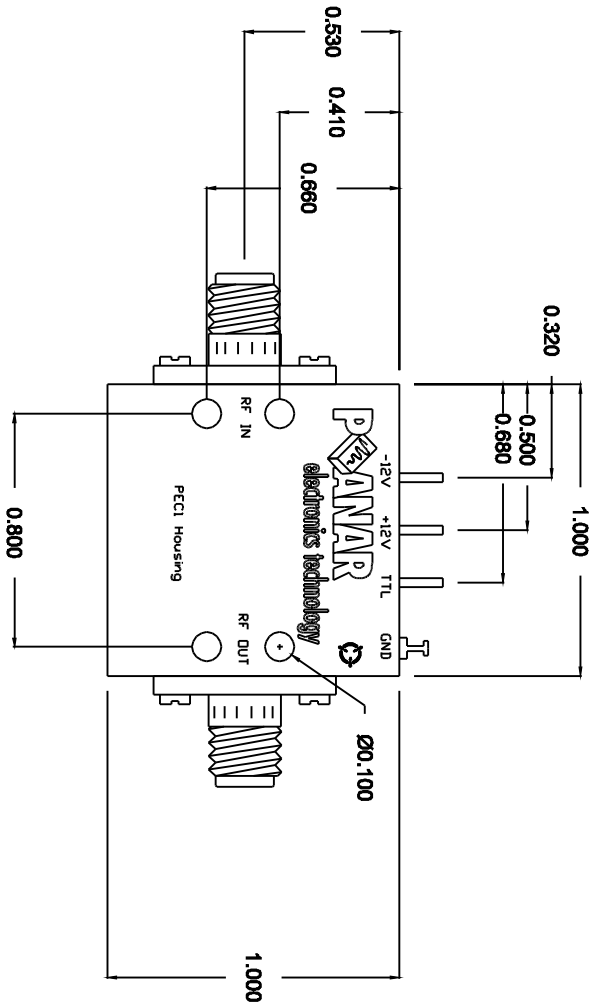 0.530
0.410
0.660
0.320
0.500
0.680
1.000
-12V
+12V
TTL
GND
PLANAR
electronics technology
RF
IN
RF
OUT
PEC1 Housing
Ø0.100
0.800
1.000